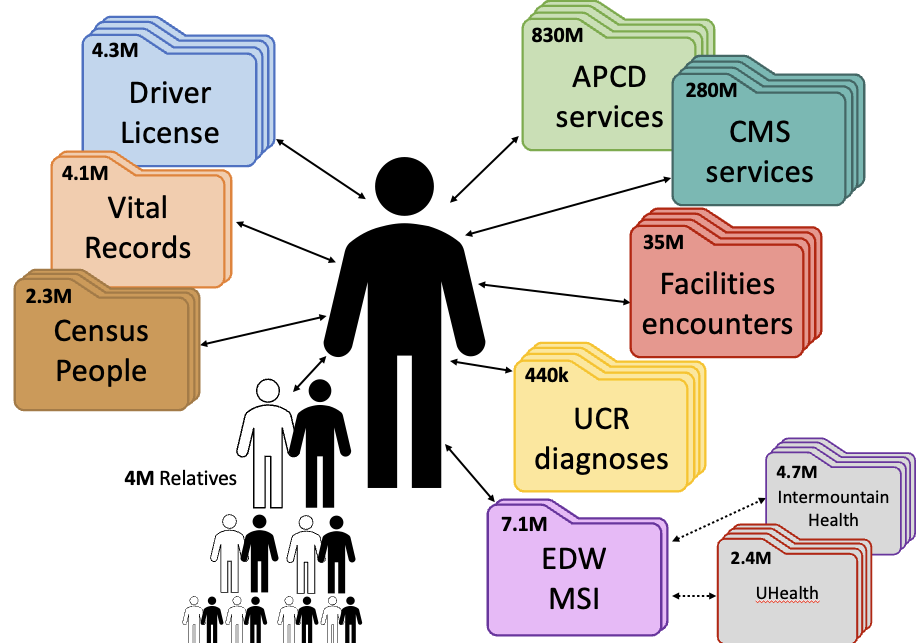 4.3M
Driver
License
4.1M
Vital
Records
2.3M
Census
People
4M Relatives
830M
APCD
services
280M
CMS
services
35M
Facilities
encounters
440k
UCR
diagnoses
7.1M
EDW
MSI
4.7M
Intermountain
Health
2.4M
UHealth